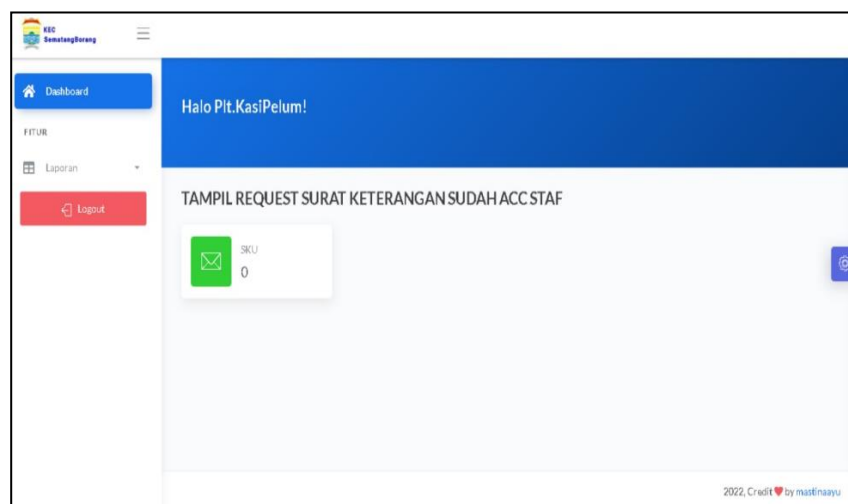 KEC
SematangBorang
Dashboard
FITUR
Laporan
Logout
Halo Plt.KasiPelum!
TAMPIL REQUEST SURAT KETERANGAN SUDAH ACC STAF
SKU
0
2022, Credit ❤ by mastinaayu